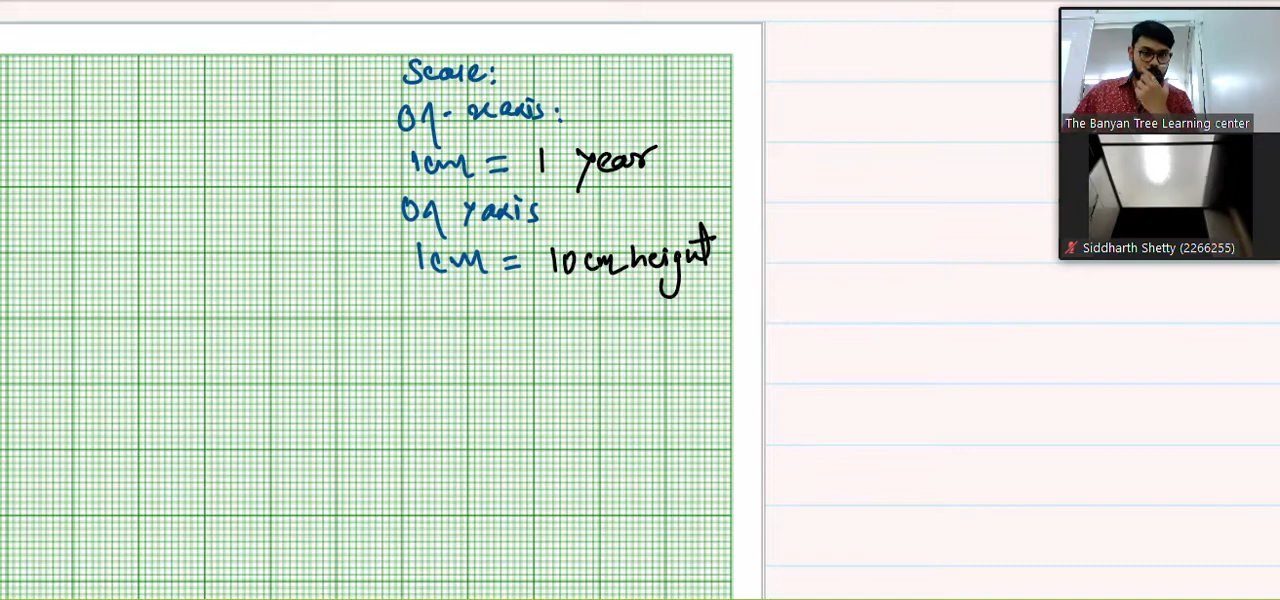 Scale:
On x axis:
1cm = 1 year
On y axis
1cm = 10cm height
The Banyan Tree Learning center
Siddharth Shetty (2266255)